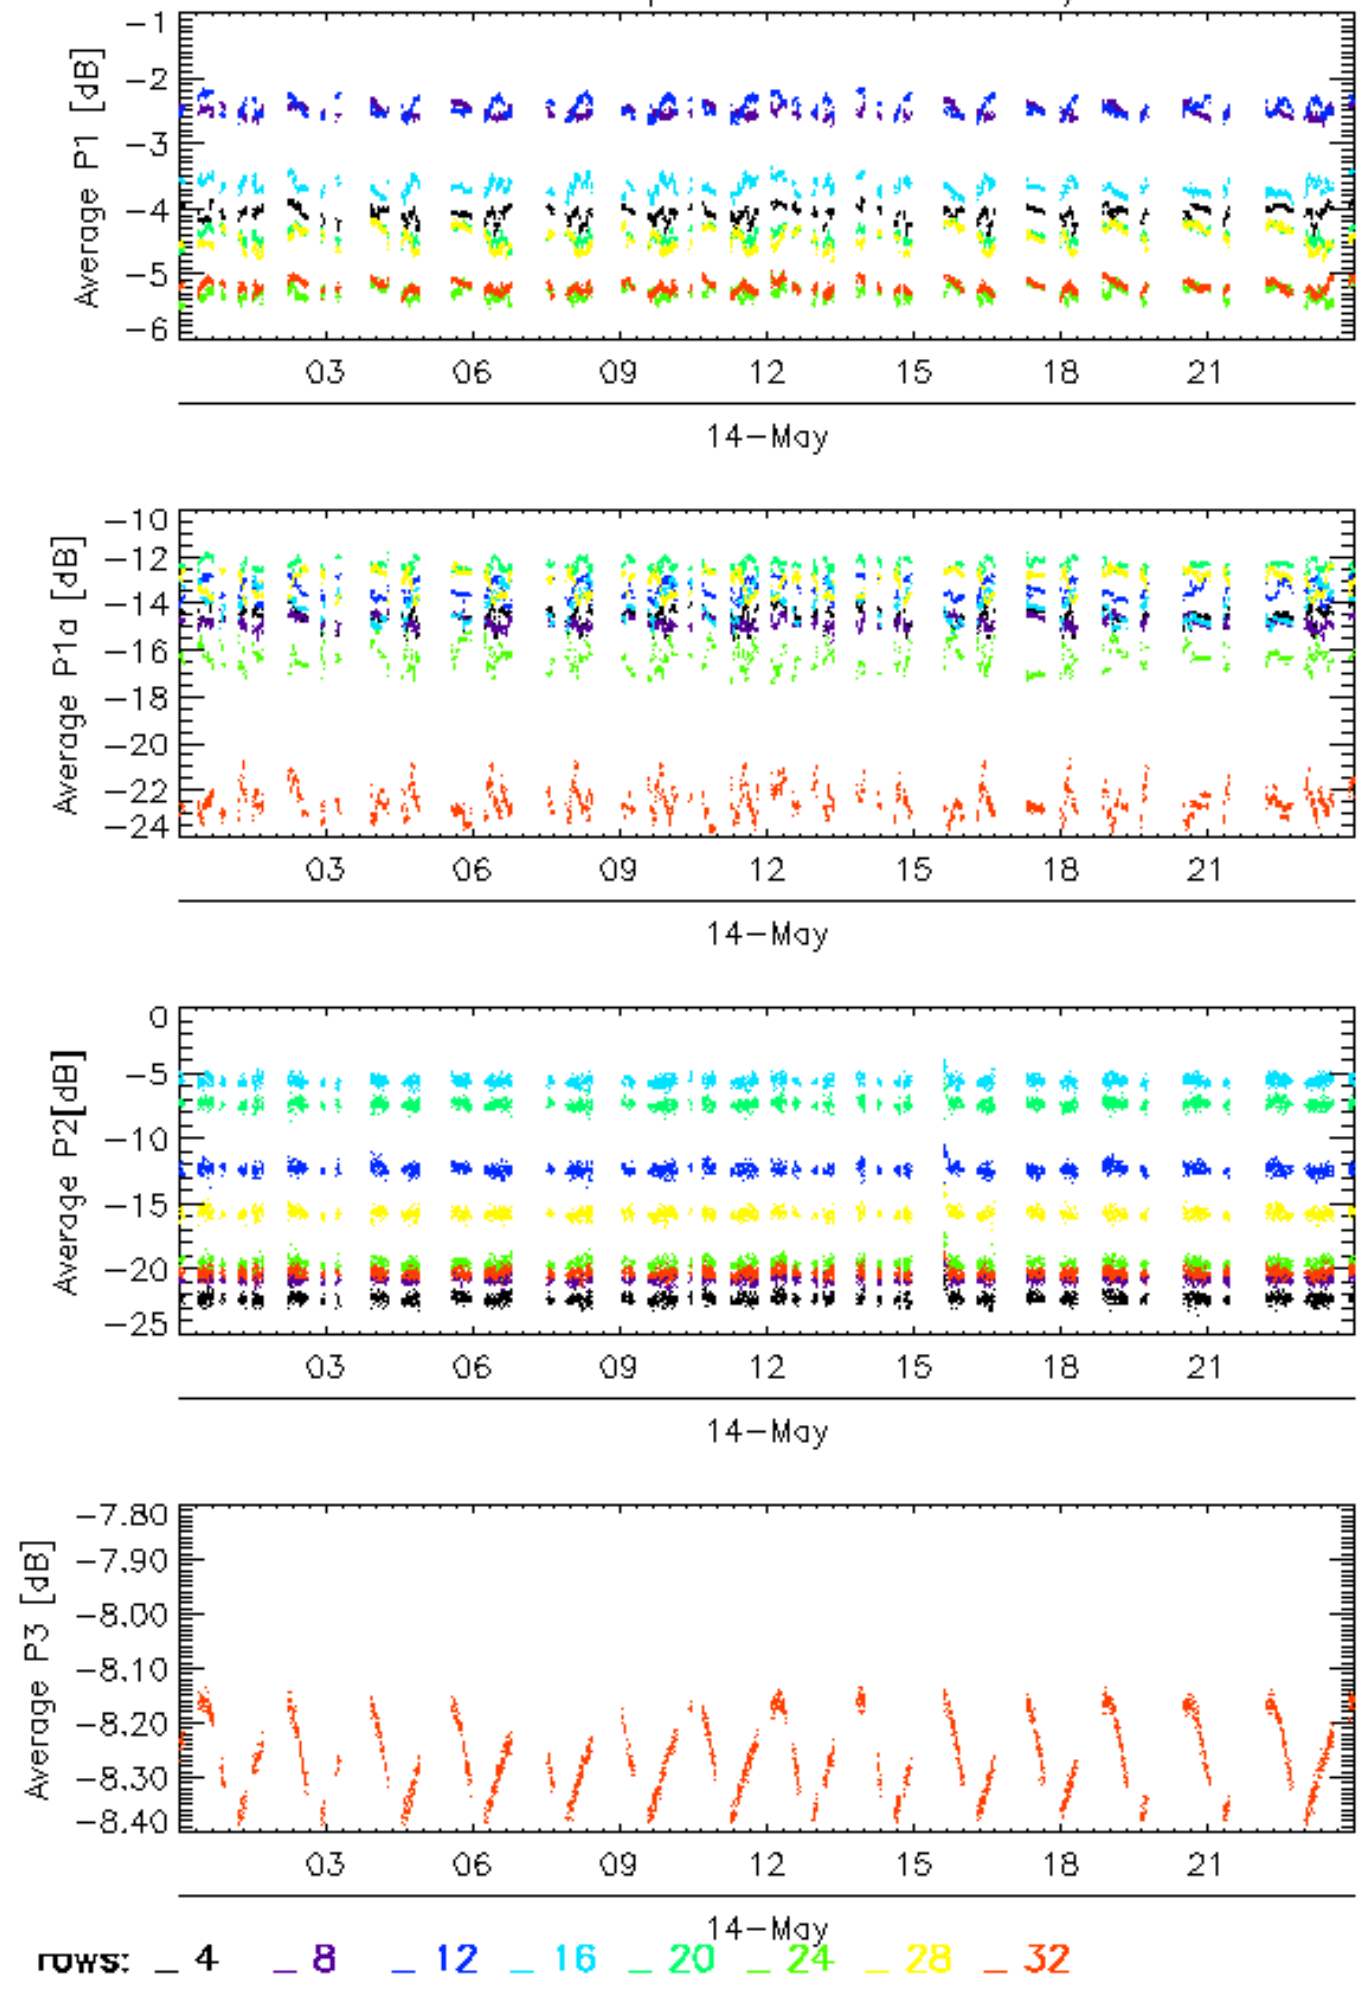 Average P1 [dB]
−1
−2
−3
−4
−5
−6
03 06 09 12 15 18 21
14−May
Average P1a [dB]
−10
−12
−14
−16
−18
−20
−22
−24
03 06 09 12 15 18 21
14−May
Average P2[dB]
0
−5
−10
−15
−20
−25
03 06 09 12 15 18 21
14−May
Average P3 [dB]
−7.80
−7.90
−8.00
−8.10
−8.20
−8.30
−8.40
03 06 09 12 15 18 21
14−May
rows: _ 4 _ 8 _ 12 _ 16 _ 20 _ 24 _ 28 _ 32